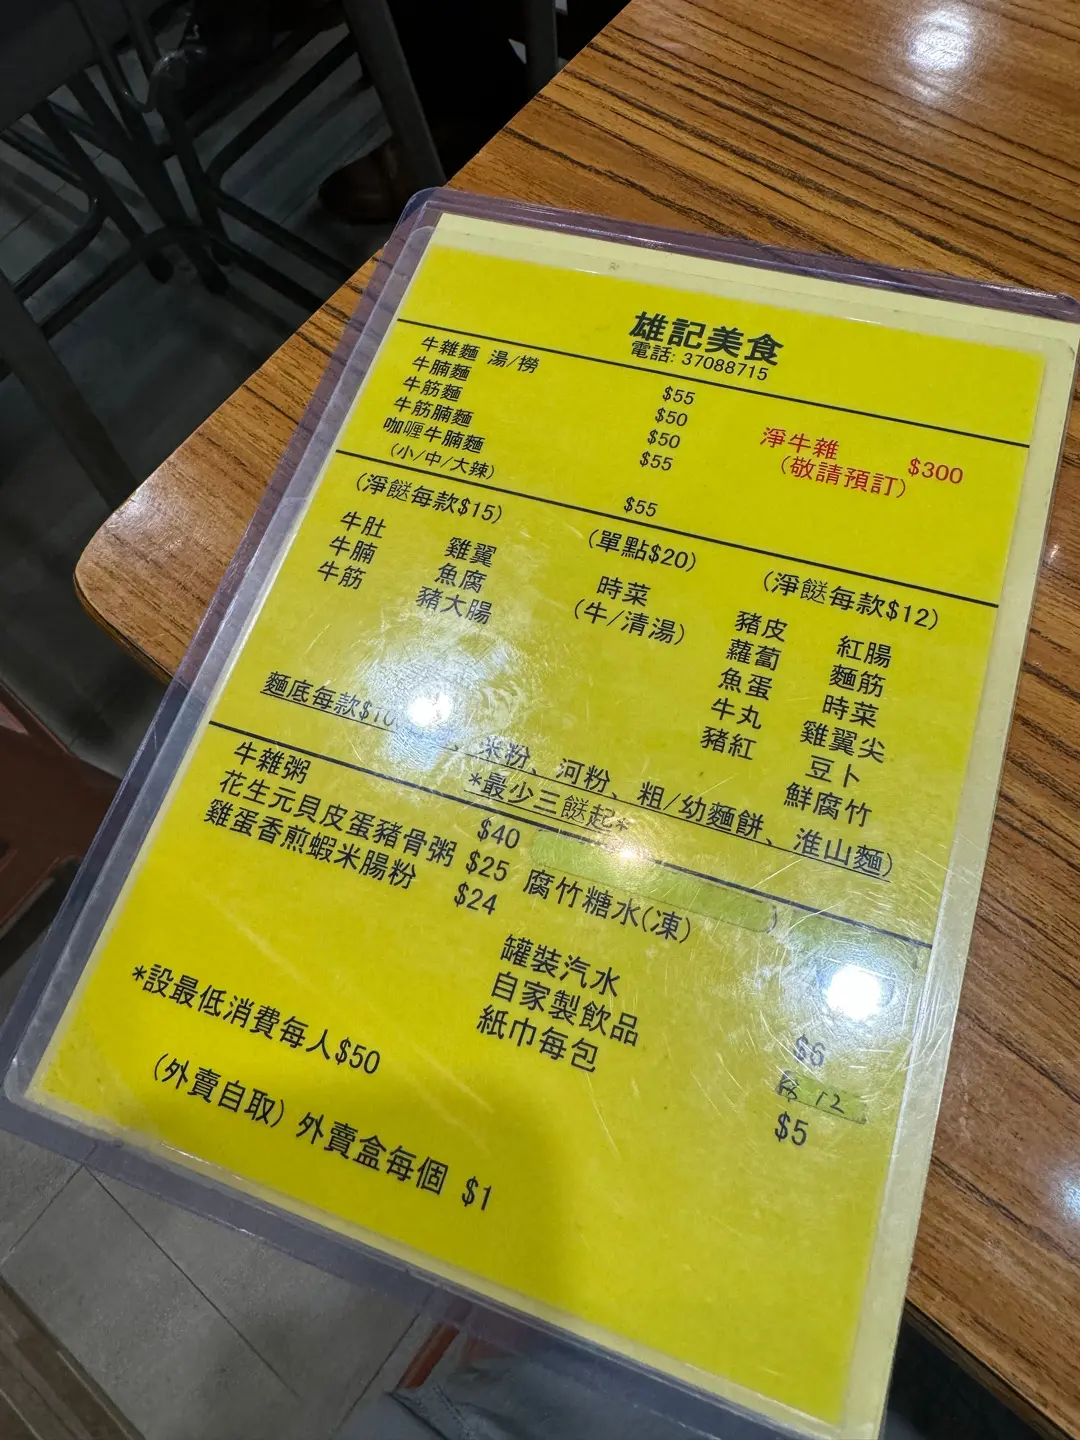 雄記美食
電話: 37088715
牛雜麵 湯/撈 $55
牛腩麵 $50
牛筋麵 $50
牛筋腩麵 $55
咖喱牛腩麵
(小/中/大辣) $55
淨牛雜 $300
(敬請預訂)
(淨餸每款$15)
牛肚
牛腩 雞翼
牛筋 魚腐
豬大腸
(單點$20)
時菜
(牛/清湯)
(淨餸每款$12)
豬皮 紅腸
蘿蔔 麵筋
魚蛋 時菜
牛丸 雞翼尖
豬紅 豆卜
鮮腐竹
麵底每款$10 、米粉、河粉、粗/幼麵餅、淮山麵)
*最少三餸起*
牛雜粥 $40
花生元貝皮蛋豬骨粥 $25
雞蛋香煎蝦米腸粉 $24
腐竹糖水(凍)
罐裝汽水 $6
自家製飲品 12
紙巾每包 $5
*設最低消費每人$50
(外賣自取) 外賣盒每個 $1